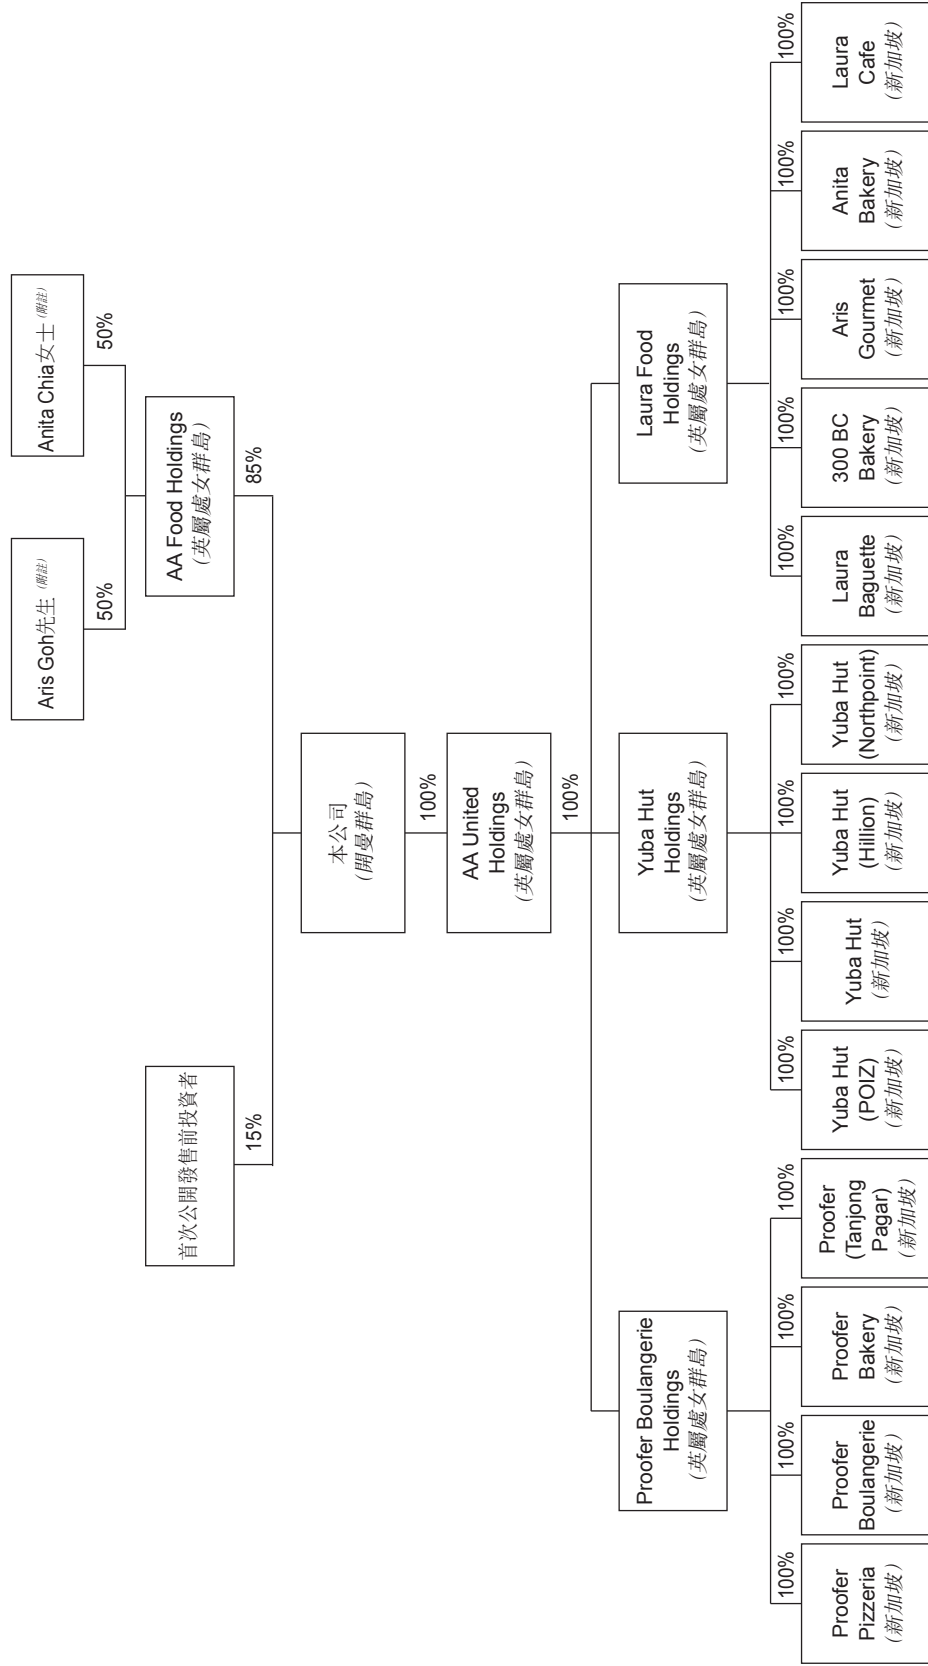 Aris Goh先生 (附註)
Anita Chia女士 (附註)
50%
50%
首次公開發售前投資者
AA Food Holdings
(英屬處女群島)
15%
85%
本公司
(開曼群島)
100%
AA United
Holdings
(英屬處女群島)
100%
Proofer Boulangerie
Holdings
(英屬處女群島)
Yuba Hut
Holdings
(英屬處女群島)
Laura Food
Holdings
(英屬處女群島)
100%
100%
100%
100%
100%
100%
100%
100%
100%
100%
100%
100%
100%
Proofer
Pizzeria
(新加坡)
Proofer
Boulangerie
(新加坡)
Proofer
Bakery
(新加坡)
Proofer
(Tanjong
Pagar)
(新加坡)
Yuba Hut
(POIZ)
(新加坡)
Yuba Hut
(新加坡)
Yuba Hut
(Hillion)
(新加坡)
Yuba Hut
(Northpoint)
(新加坡)
Laura
Baguette
(新加坡)
300 BC
Bakery
(新加坡)
Aris
Gourmet
(新加坡)
Anita
Bakery
(新加坡)
Laura
Cafe
(新加坡)